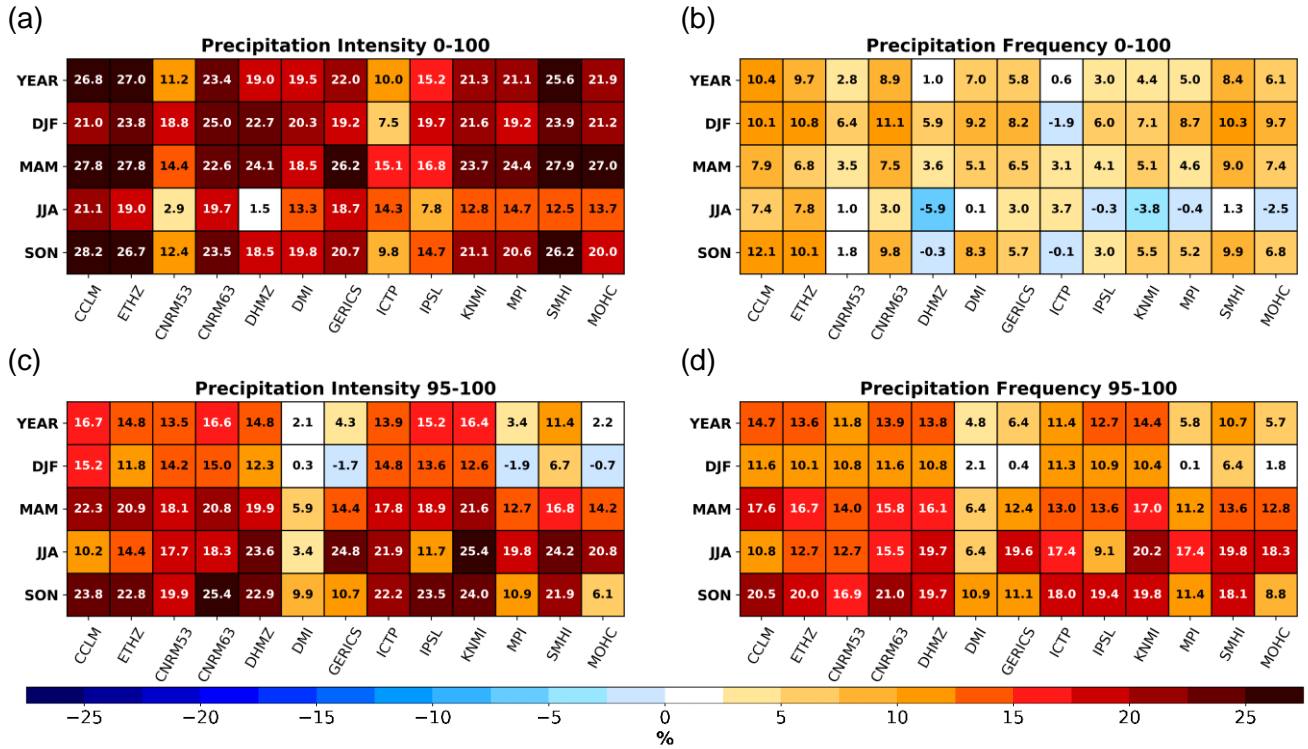 (a)
Precipitation Intensity 0-100
YEAR 26.8 27.0 11.2 23.4 19.0 19.5 22.0 10.0 15.2 21.3 21.1 25.6 21.9
DJF 21.0 23.8 18.8 25.0 22.7 20.3 19.2 7.5 19.7 21.6 19.2 23.9 21.2
MAM 27.8 27.8 14.4 22.6 24.1 18.5 26.2 15.1 16.8 23.7 24.4 27.9 27.0
JJA 21.1 19.0 2.9 19.7 1.5 13.3 18.7 14.3 7.8 12.8 14.7 12.5 13.7
SON 28.2 26.7 12.4 23.5 18.5 19.8 20.7 9.8 14.7 21.1 20.6 26.2 20.0
CCLM ETHZ CNRM53 CNRM63 DHMZ DMI GERICS ICTP IPSL KNMI MPI SMHI MOHC
(b)
Precipitation Frequency 0-100
YEAR 10.4 9.7 2.8 8.9 1.0 7.0 5.8 0.6 3.0 4.4 5.0 8.4 6.1
DJF 10.1 10.8 6.4 11.1 5.9 9.2 8.2 -1.9 6.0 7.1 8.7 10.3 9.7
MAM 7.9 6.8 3.5 7.5 3.6 5.1 6.5 3.1 4.1 5.1 4.6 9.0 7.4
JJA 7.4 7.8 1.0 3.0 -5.9 0.1 3.0 3.7 -0.3 -3.8 -0.4 1.3 -2.5
SON 12.1 10.1 1.8 9.8 -0.3 8.3 5.7 -0.1 3.0 5.5 5.2 9.9 6.8
CCLM ETHZ CNRM53 CNRM63 DHMZ DMI GERICS ICTP IPSL KNMI MPI SMHI MOHC
(c)
Precipitation Intensity 95-100
YEAR 16.7 14.8 13.5 16.6 14.8 2.1 4.3 13.9 15.2 16.4 3.4 11.4 2.2
DJF 15.2 11.8 14.2 15.0 12.3 0.3 -1.7 14.8 13.6 12.6 -1.9 6.7 -0.7
MAM 22.3 20.9 18.1 20.8 19.9 5.9 14.4 17.8 18.9 21.6 12.7 16.8 14.2
JJA 10.2 14.4 17.7 18.3 23.6 3.4 24.8 21.9 11.7 25.4 19.8 24.2 20.8
SON 23.8 22.8 19.9 25.4 22.9 9.9 10.7 22.2 23.5 24.0 10.9 21.9 6.1
CCLM ETHZ CNRM53 CNRM63 DHMZ DMI GERICS ICTP IPSL KNMI MPI SMHI MOHC
(d)
Precipitation Frequency 95-100
YEAR 14.7 13.6 11.8 13.9 13.8 4.8 6.4 11.4 12.7 14.4 5.8 10.7 5.7
DJF 11.6 10.1 10.8 11.6 10.8 2.1 0.4 11.3 10.9 10.4 0.1 6.4 1.8
MAM 17.6 16.7 14.0 15.8 16.1 6.4 12.4 13.0 13.6 17.0 11.2 13.6 12.8
JJA 10.8 12.7 12.7 15.5 19.7 6.4 19.6 17.4 9.1 20.2 17.4 19.8 18.3
SON 20.5 20.0 16.9 21.0 19.7 10.9 11.1 18.0 19.4 19.8 11.4 18.1 8.8
CCLM ETHZ CNRM53 CNRM63 DHMZ DMI GERICS ICTP IPSL KNMI MPI SMHI MOHC
−25 −20 −15 −10 −5 0 5 10 15 20 25
%